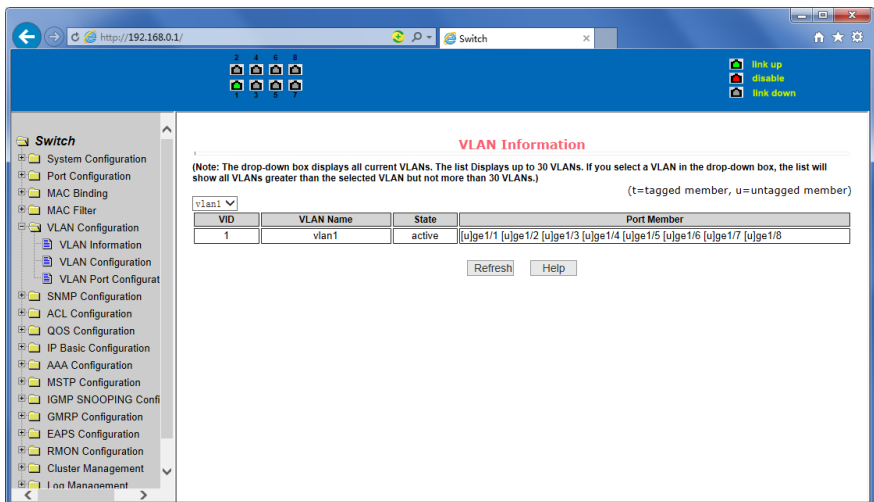 http://192.168.0.1/
Switch
2 4 6 8
1 3 5 7
link up
disable
link down
Switch
System Configuration
Port Configuration
MAC Binding
MAC Filter
VLAN Configuration
VLAN Information
VLAN Configuration
VLAN Port Configurat
SNMP Configuration
ACL Configuration
QOS Configuration
IP Basic Configuration
AAA Configuration
MSTP Configuration
IGMP SNOOPING Confi
GMRP Configuration
EAPS Configuration
RMON Configuration
Cluster Management
Log Management
VLAN Information
(Note: The drop-down box displays all current VLANs. The list Displays up to 30 VLANs. If you select a VLAN in the drop-down box, the list will
show all VLANs greater than the selected VLAN but not more than 30 VLANs.)
(t=tagged member, u=untagged member)
vlan1
VID VLAN Name State Port Member
1 vlan1 active [u]ge1/1 [u]ge1/2 [u]ge1/3 [u]ge1/4 [u]ge1/5 [u]ge1/6 [u]ge1/7 [u]ge1/8
Refresh Help